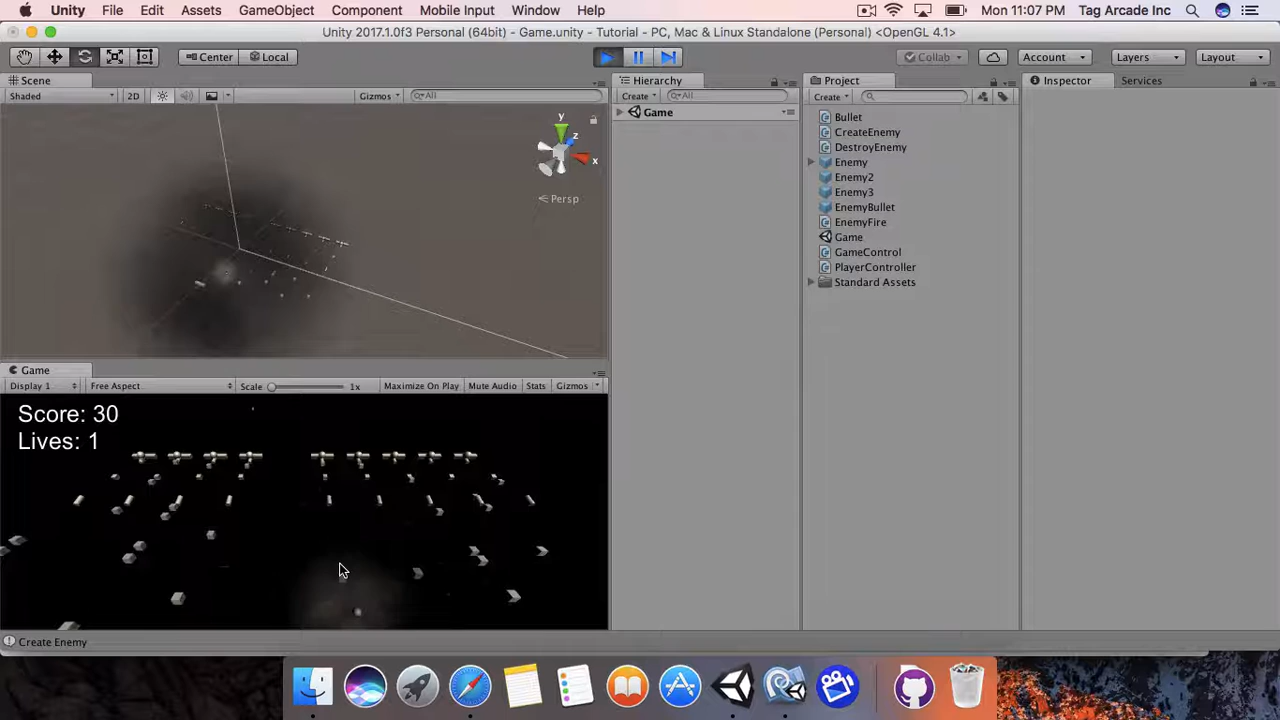 Unity File Edit Assets GameObject Component Mobile Input Window Help Mon 11:07 PM Tag Arcade Inc
Unity 2017.1.0f3 Personal (64bit) - Game.unity - Tutorial - PC, Mac & Linux Standalone (Personal) <OpenGL 4.1>
Center Local Collab Account Layers Layout
Scene Hierarchy Project Inspector Services
Shaded 2D Gizmos All Create All Create
y
z
x
Persp
Game
Bullet
CreateEnemy
DestroyEnemy
Enemy
Enemy2
Enemy3
EnemyBullet
EnemyFire
Game
GameControl
PlayerController
Standard Assets
Game
Display 1 Free Aspect Scale 1x Maximize On Play Mute Audio Stats Gizmos
Score: 30
Lives: 1
Create Enemy